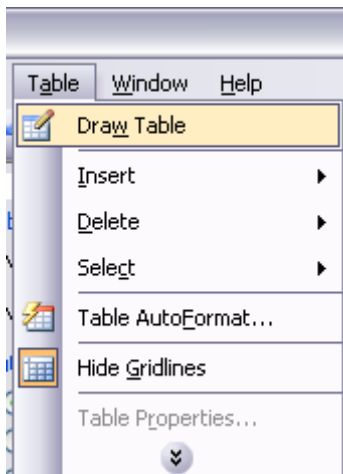 Table Window Help
Draw Table
Insert
Delete
Select
Table AutoFormat...
Hide Gridlines
Table Properties...